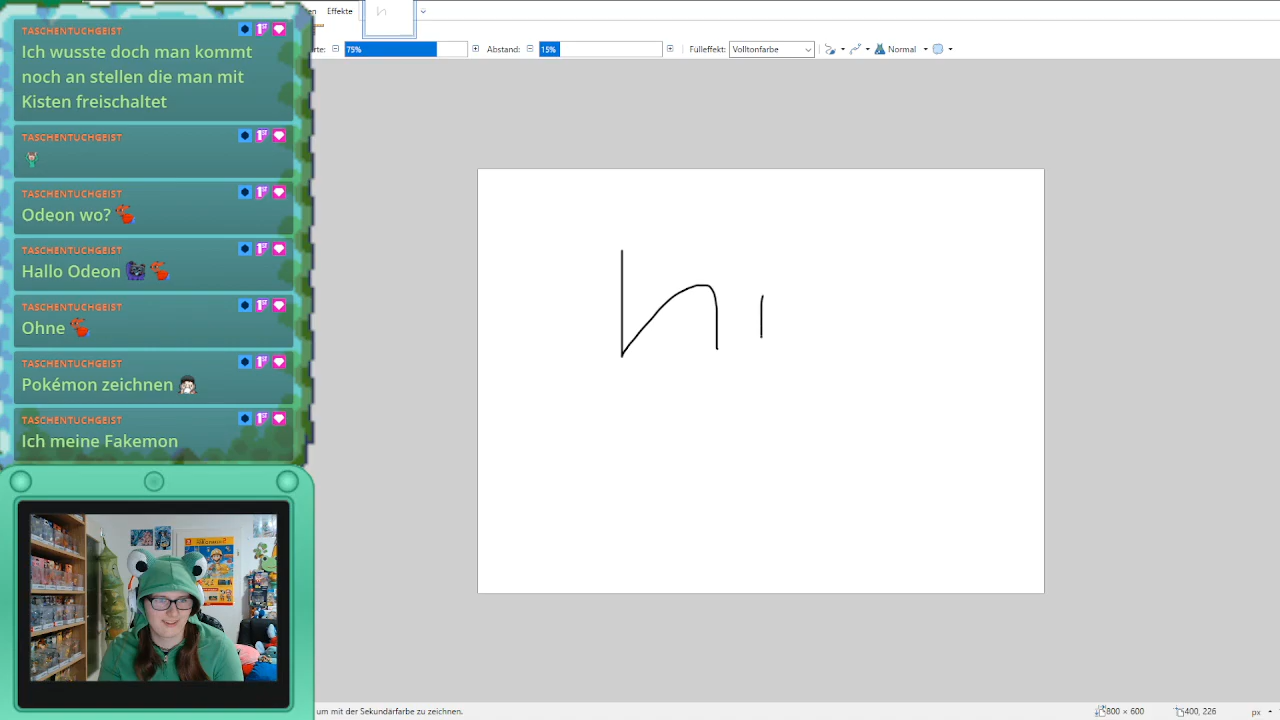 TASCHENTUCHGEIST
Ich wusste doch man kommt
noch an stellen die man mit
Kisten freischaltet
TASCHENTUCHGEIST
TASCHENTUCHGEIST
Odeon wo?
TASCHENTUCHGEIST
Hallo Odeon
TASCHENTUCHGEIST
Ohne
TASCHENTUCHGEIST
Pokémon zeichnen
TASCHENTUCHGEIST
Ich meine Fakemon
Effekte
75%
Abstand:
15%
Fülleffekt:
Volltonfarbe
Normal
hi
um mit der Sekundärfarbe zu zeichnen.
800 × 600
400, 226
px